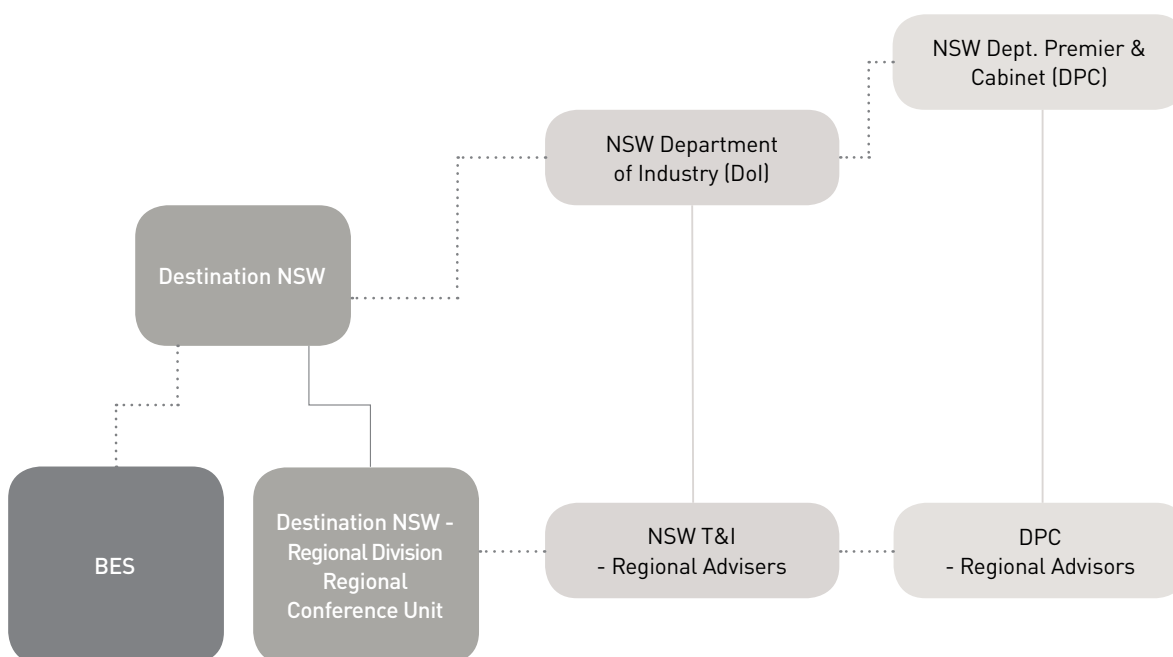 NSW Dept. Premier &
Cabinet (DPC)
NSW Department
of Industry (DoI)
Destination NSW
BES
Destination NSW -
Regional Division
Regional
Conference Unit
NSW T&I
- Regional Advisers
DPC
- Regional Advisors